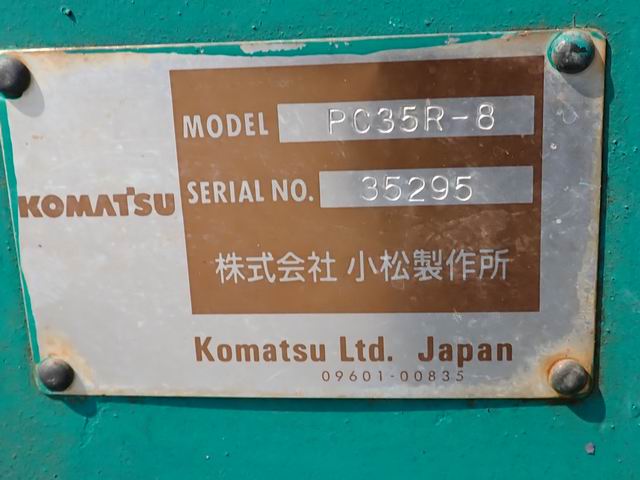 MODEL PC35R-8
SERIAL NO. 35295
KOMATSU
株式会社 小松製作所
Komatsu Ltd. Japan
09601-00835